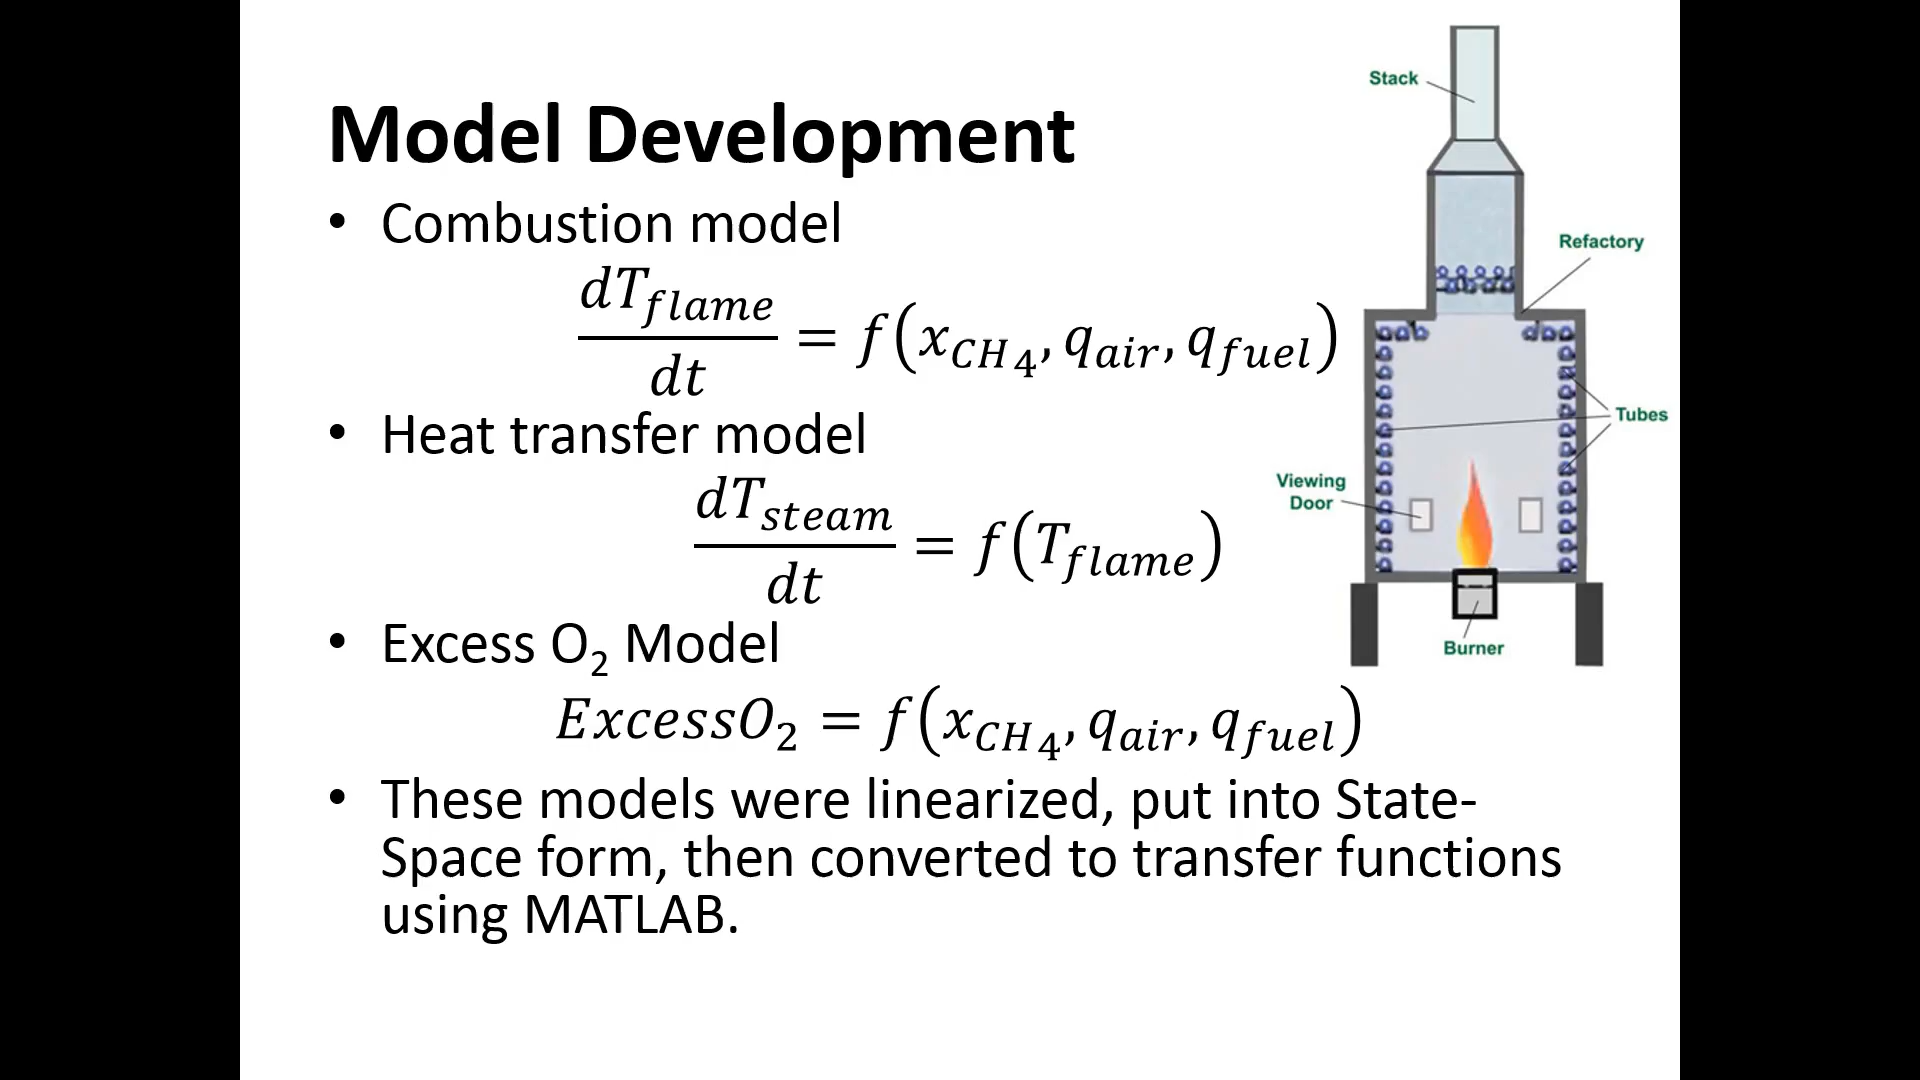 Model Development
• Combustion model
dT_flame/dt = f(x_CH₄, q_air, q_fuel)
• Heat transfer model
dT_steam/dt = f(T_flame)
• Excess O₂ Model
ExcessO₂ = f(x_CH₄, q_air, q_fuel)
• These models were linearized, put into State-
Space form, then converted to transfer functions
using MATLAB.
Stack
Refactory
Tubes
Viewing
Door
Burner